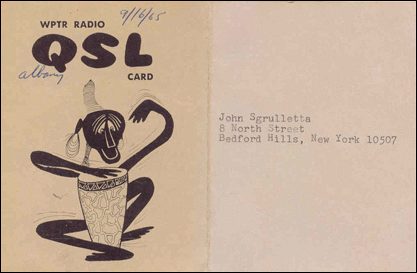 9/16/65
WPTR RADIO
QSL
albany
CARD
John Sgrulletta
8 North Street
Bedford Hills, New York 10507